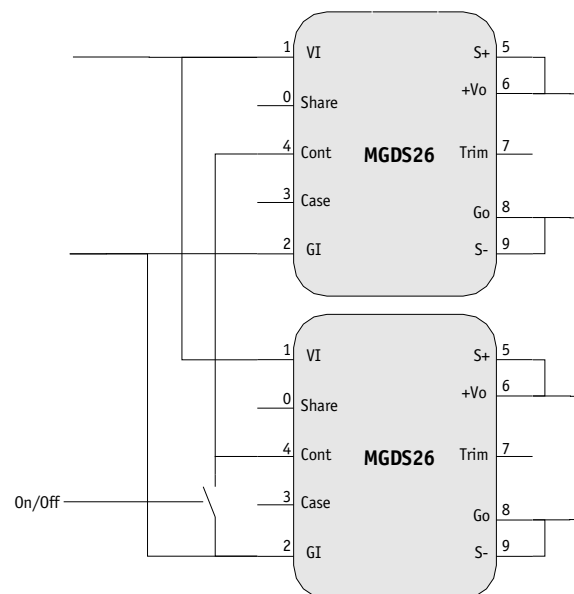 1 VI S+ 5
+Vo 6
0 Share
4 Cont MGDS26 Trim 7
3 Case
Go 8
2 GI S- 9
1 VI S+ 5
+Vo 6
0 Share
4 Cont MGDS26 Trim 7
On/Off
3 Case
Go 8
2 GI S- 9